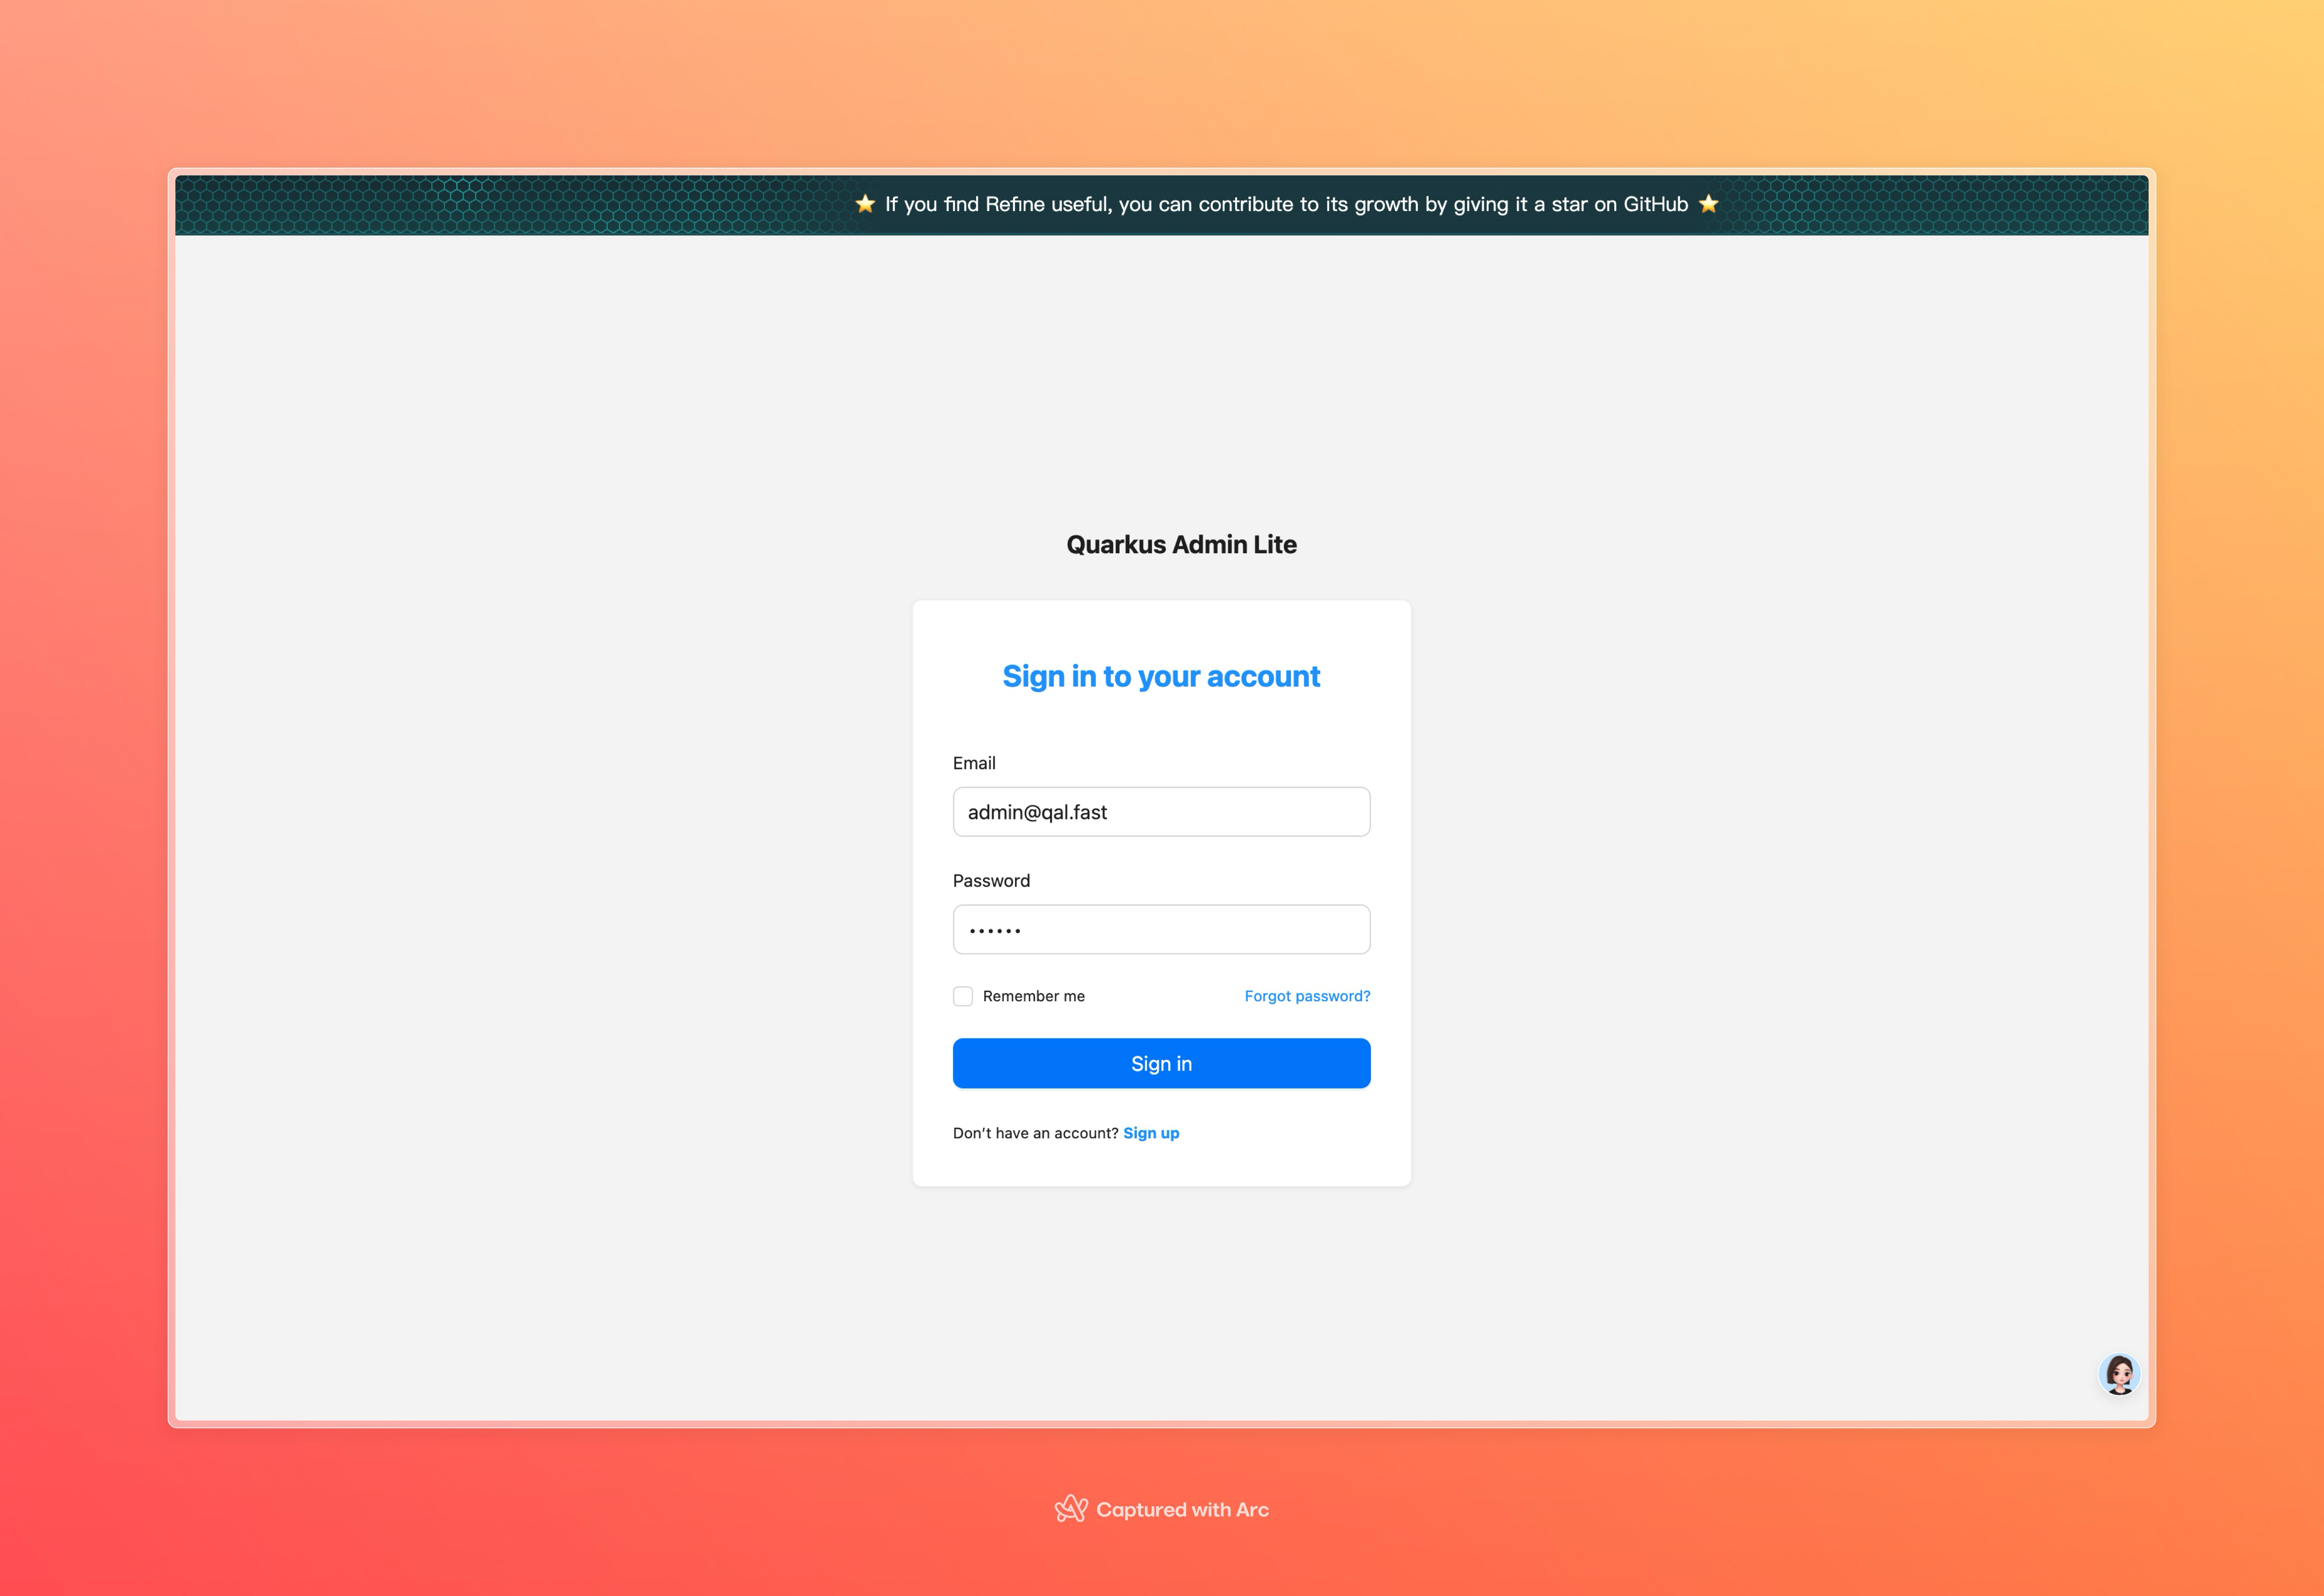 ⭐ If you find Refine useful, you can contribute to its growth by giving it a star on GitHub ⭐
Quarkus Admin Lite
Sign in to your account
Email
admin@qal.fast
Password
••••••
Remember me Forgot password?
Sign in
Don’t have an account? Sign up
Captured with Arc